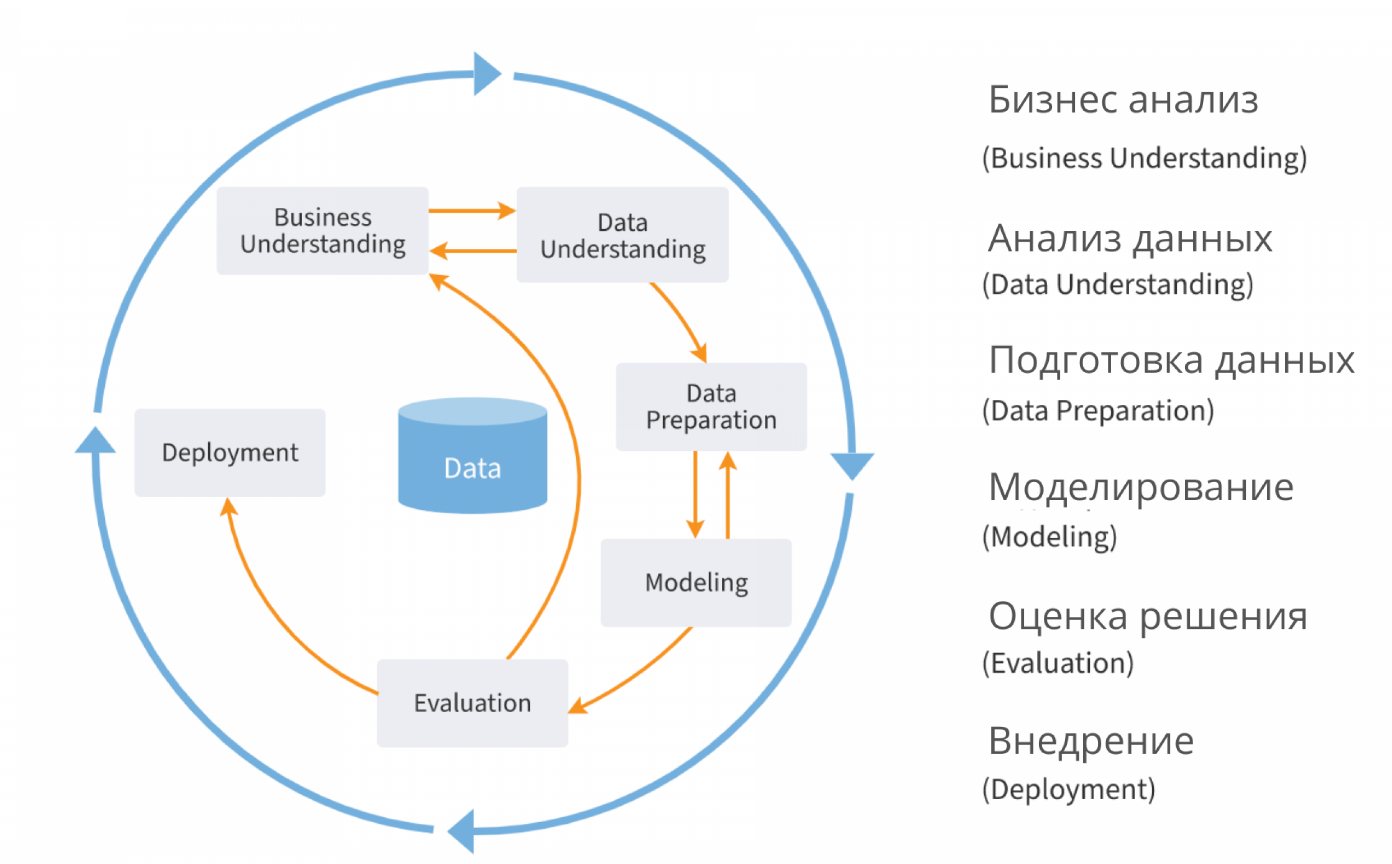 Business
Understanding
Data
Understanding
Data
Preparation
Deployment
Data
Modeling
Evaluation
Бизнес анализ
(Business Understanding)
Анализ данных
(Data Understanding)
Подготовка данных
(Data Preparation)
Моделирование
(Modeling)
Оценка решения
(Evaluation)
Внедрение
(Deployment)